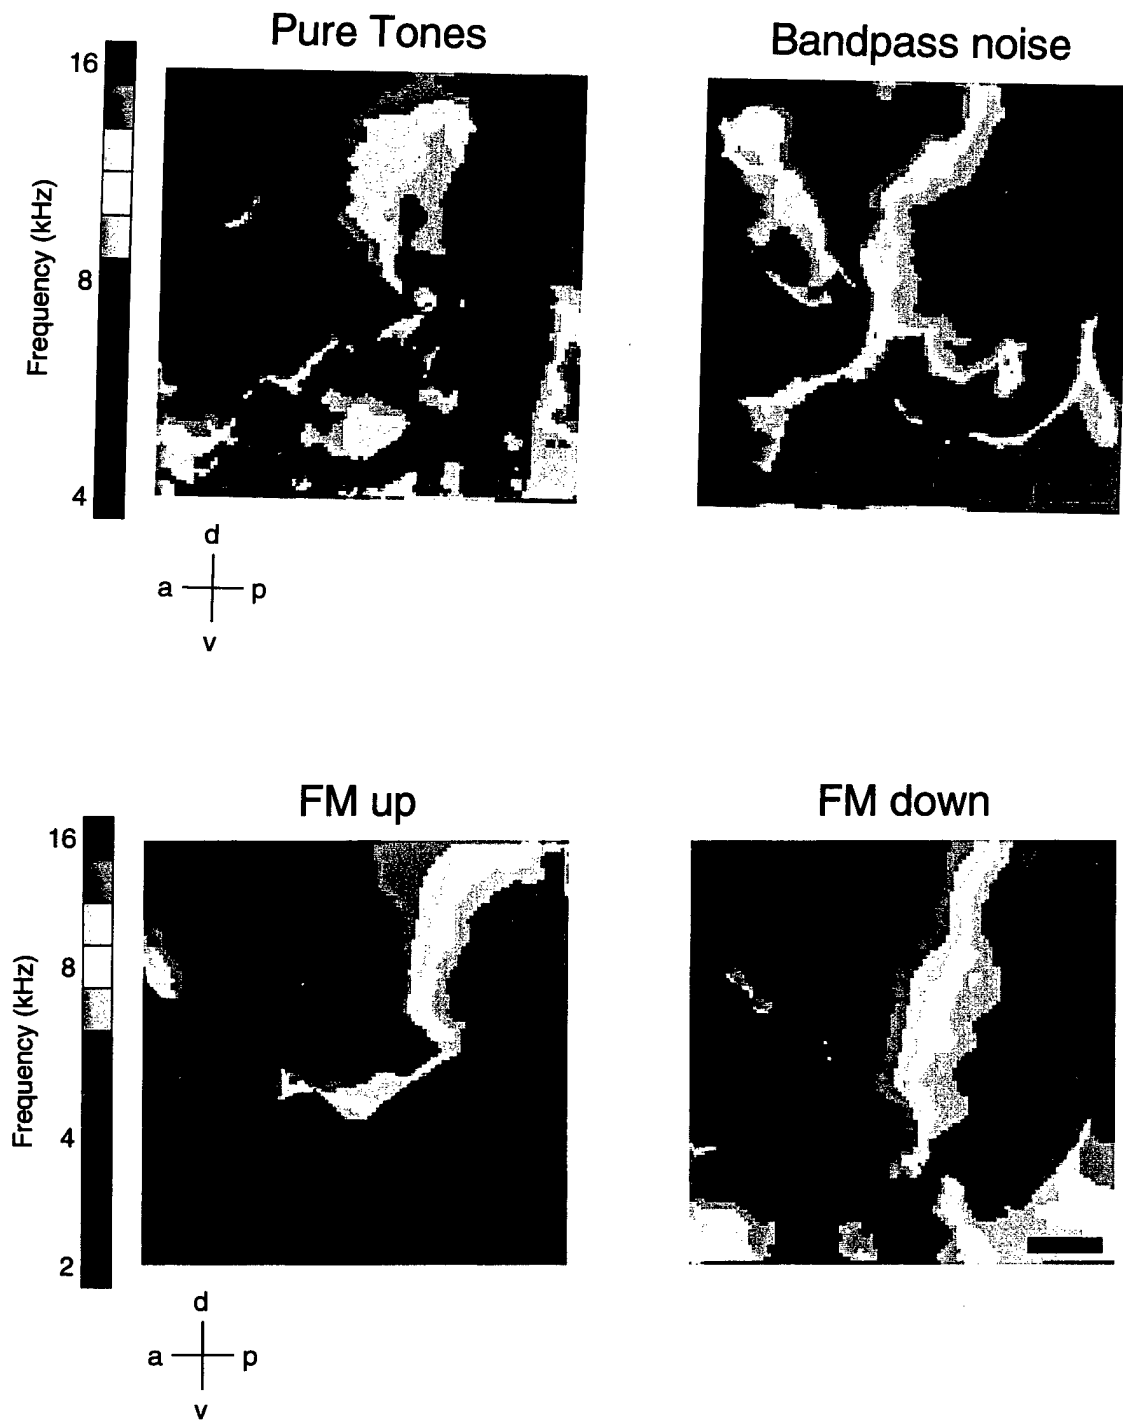 Pure Tones
Bandpass noise
16
8
4
Frequency (kHz)
d
a p
v
FM up
FM down
16
8
4
2
Frequency (kHz)
d
a p
v